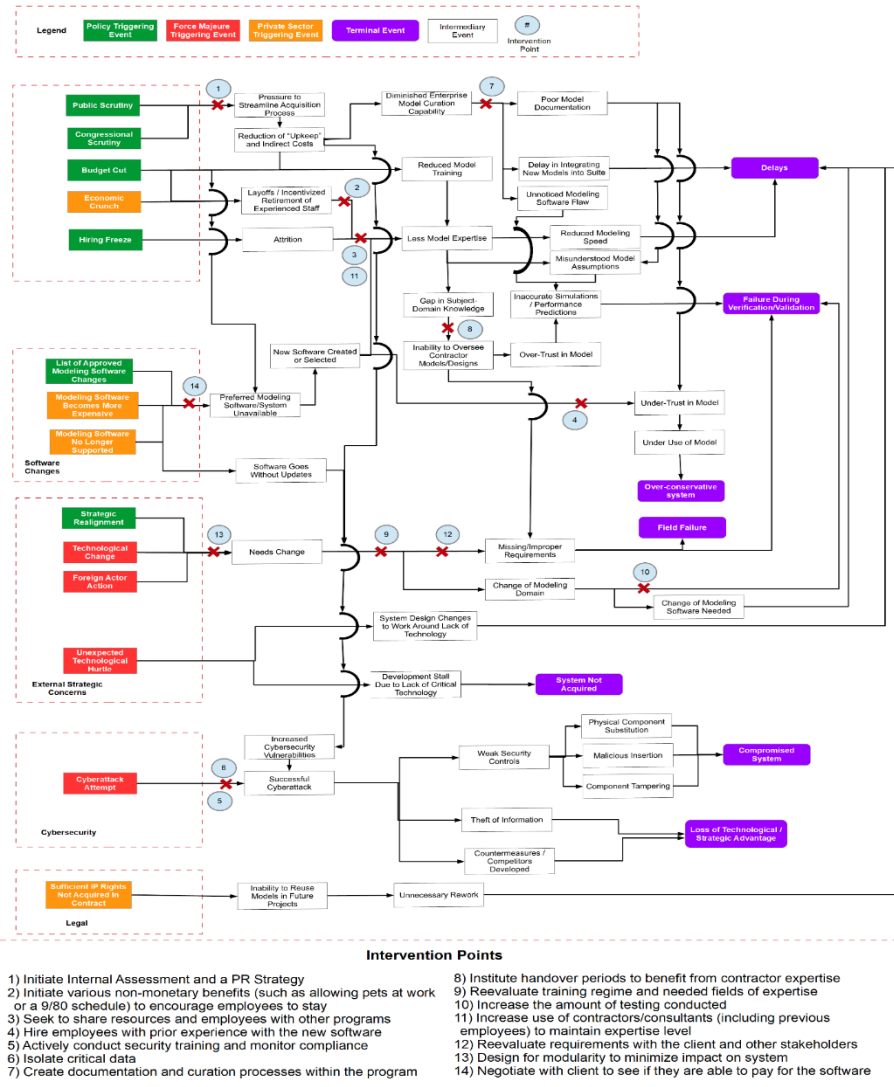 Legend
Policy Triggering
Event
Force Majeure
Triggering Event
Private Sector
Triggering Event
Terminal Event
Intermediary
Event
#
Intervention
Point
Public Scrutiny
Congressional
Scrutiny
Budget Cut
Economic
Crunch
Hiring Freeze
1
Pressure to
Streamline Acquisition
Process
Reduction of "Upkeep"
and Indirect Costs
Layoffs / Incentivized
Retirement of
Experienced Staff
2
Attrition
3
11
Diminished Enterprise
Model Curation
Capability
7
Poor Model
Documentation
Reduced Model
Training
Delay in Integrating
New Models into Suite
Delays
Unnoticed Modeling
Software Flaw
Less Model Expertise
Reduced Modeling
Speed
Misunderstood Model
Assumptions
Gap in Subject-
Domain Knowledge
8
Inaccurate Simulations
/ Performance
Predictions
Failure During
Verification/Validation
Inability to Oversee
Contractor
Models/Designs
Over-Trust in Model
List of Approved
Modeling Software
Changes
Modeling Software
Becomes More
Expensive
Modeling Software
No Longer
Supported
Software
Changes
14
Preferred Modeling
Software/System
Unavailable
New Software Created
or Selected
4
Under-Trust in Model
Under Use of Model
Software Goes
Without Updates
Over-conservative
system
Strategic
Realignment
Technological
Change
Foreign Actor
Action
13
Needs Change
9
12
Missing/Improper
Requirements
Field Failure
Change of Modeling
Domain
10
Change of Modeling
Software Needed
Unexpected
Technological
Hurtle
External Strategic
Concerns
System Design Changes
to Work Around Lack of
Technology
Development Stall
Due to Lack of Critical
Technology
System Not
Acquired
Cyberattack
Attempt
Cybersecurity
6
5
Increased
Cybersecurity
Vulnerabilities
Successful
Cyberattack
Weak Security
Controls
Physical Component
Substitution
Malicious Insertion
Component Tampering
Compromised
System
Theft of Information
Countermeasures /
Competitors
Developed
Loss of Technological /
Strategic Advantage
Sufficient IP Rights
Not Acquired in
Contract
Legal
Inability to Reuse
Models in Future
Projects
Unnecessary Rework
Intervention Points
1) Initiate Internal Assessment and a PR Strategy
2) Initiate various non-monetary benefits (such as allowing pets at work
or a 9/80 schedule) to encourage employees to stay
3) Seek to share resources and employees with other programs
4) Hire employees with prior experience with the new software
5) Actively conduct security training and monitor compliance
6) Isolate critical data
7) Create documentation and curation processes within the program
8) Institute handover periods to benefit from contractor expertise
9) Reevaluate training regime and needed fields of expertise
10) Increase the amount of testing conducted
11) Increase use of contractors/consultants (including previous
employees) to maintain expertise level
12) Reevaluate requirements with the client and other stakeholders
13) Design for modularity to minimize impact on system
14) Negotiate with client to see if they are able to pay for the software